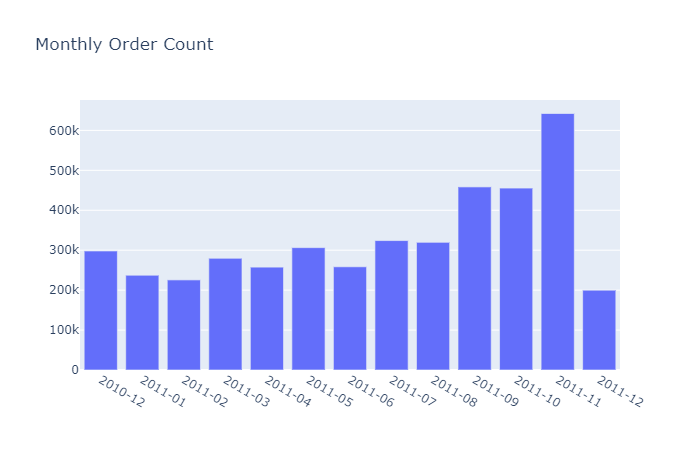 Monthly Order Count
600k
500k
400k
300k
200k
100k
0
2010-12
2011-01
2011-02
2011-03
2011-04
2011-05
2011-06
2011-07
2011-08
2011-09
2011-10
2011-11
2011-12